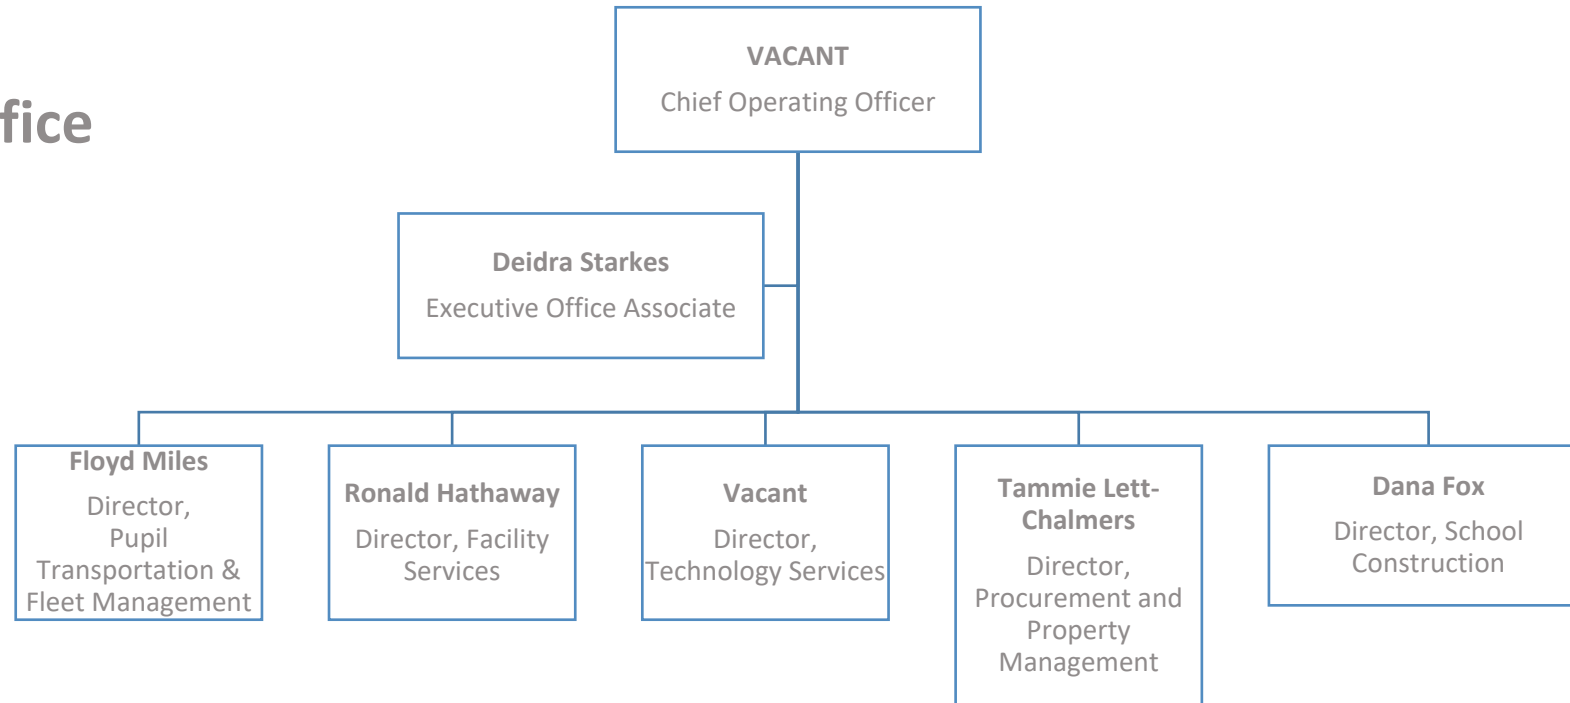 fice
VACANT
Chief Operating Officer
Deidra Starkes
Executive Office Associate
Floyd Miles
Director,
Pupil
Transportation &
Fleet Management
Ronald Hathaway
Director, Facility
Services
Vacant
Director,
Technology Services
Tammie Lett-
Chalmers
Director,
Procurement and
Property
Management
Dana Fox
Director, School
Construction